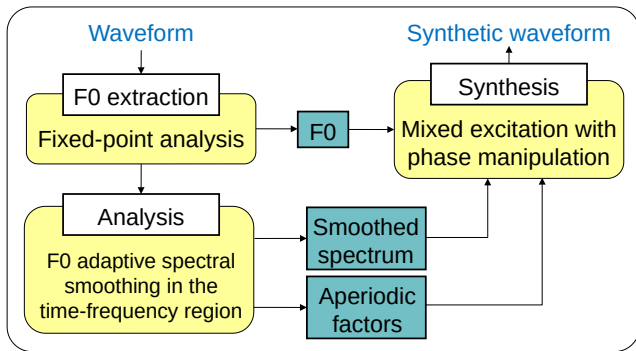 Waveform
Synthetic waveform
F0 extraction
Fixed-point analysis
F0
Synthesis
Mixed excitation with
phase manipulation
Analysis
F0 adaptive spectral
smoothing in the
time-frequency region
Smoothed
spectrum
Aperiodic
factors